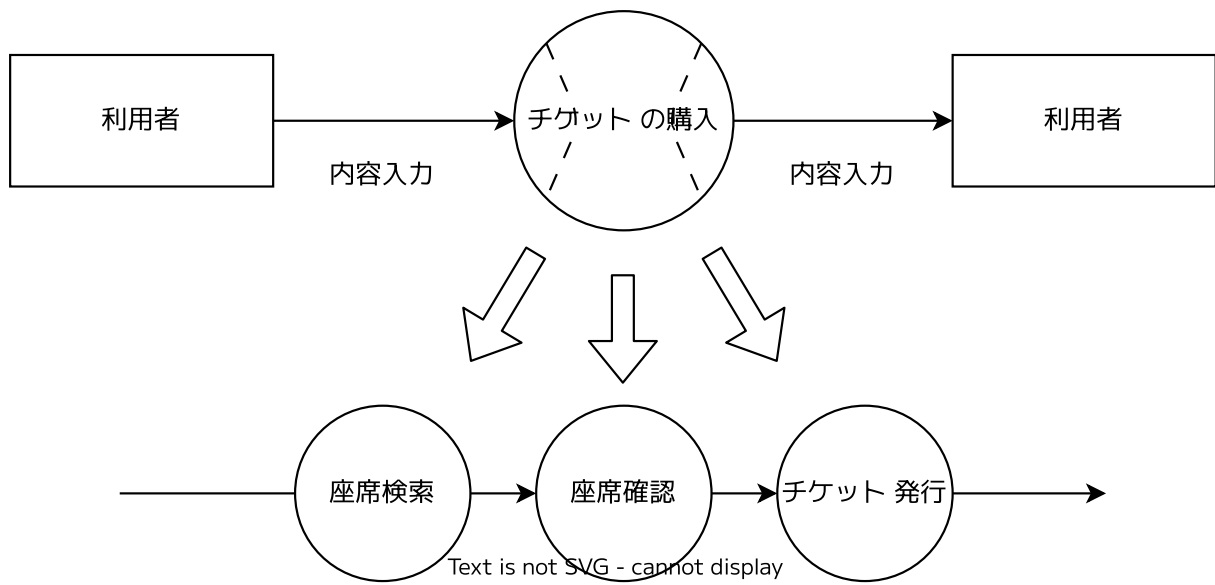 利用者
チケット の購入
利用者
内容入力
内容入力
座席検索
座席確認
チケット 発行
Text is not SVG - cannot display